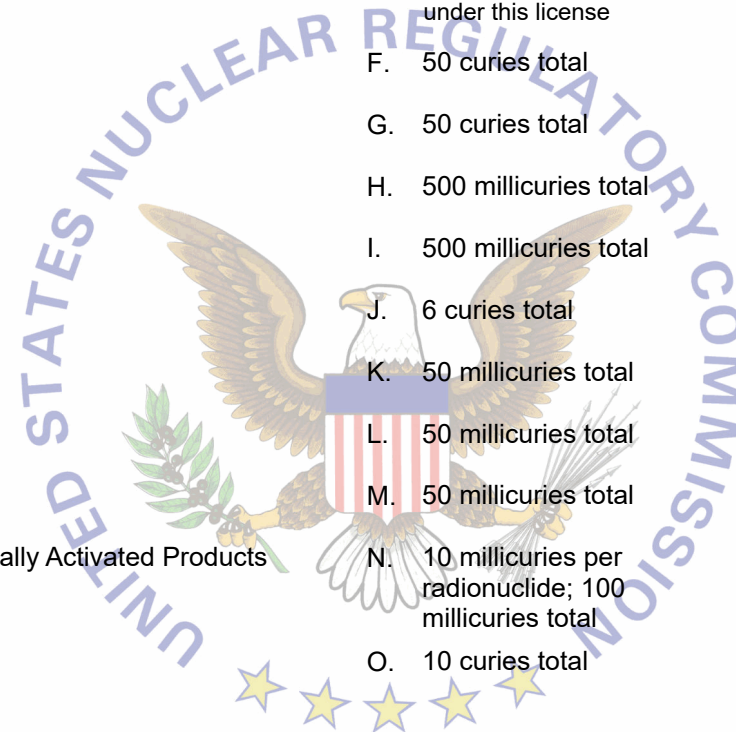 under this license
F. 50 curies total
G. 50 curies total
H. 500 millicuries total
I. 500 millicuries total
J. 6 curies total
K. 50 millicuries total
L. 50 millicuries total
M. 50 millicuries total
ally Activated Products N. 10 millicuries per
radionuclide; 100
millicuries total
O. 10 curies total
UNITED STATES NUCLEAR REGULATORY COMMISSION